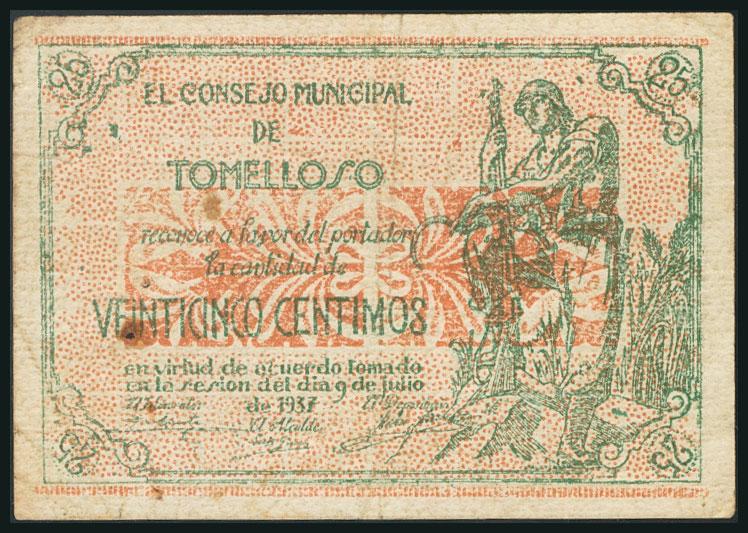 25
25
EL CONSEJO MUNICIPAL
DE
TOMELLOSO
reconoce a favor del portador
la cantidad de
VEINTICINCO CENTIMOS
en virtud de acuerdo tomado
en la sesion del dia 9 de julio
de 1937
El Alcalde
25
25